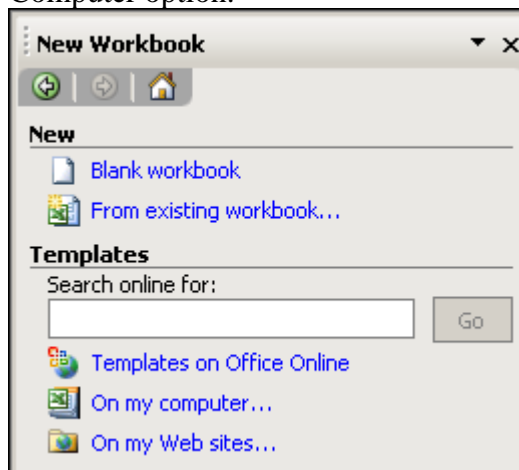 Computer option.
New Workbook
New
Blank workbook
From existing workbook...
Templates
Search online for:
Go
Templates on Office Online
On my computer...
On my Web sites...